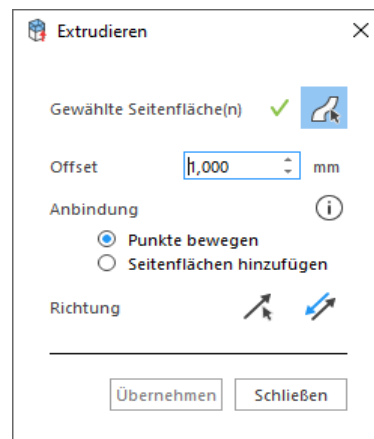 Extrudieren
Gewählte Seitenfläche(n)
Offset 1,000 mm
Anbindung
Punkte bewegen
Seitenflächen hinzufügen
Richtung
Übernehmen Schließen